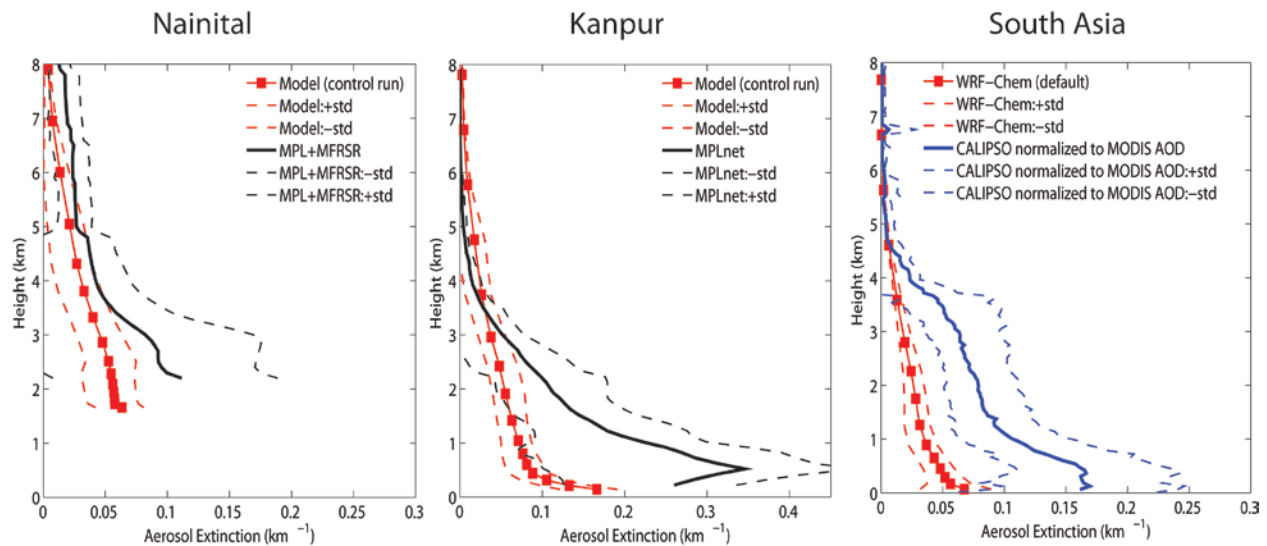 Nainital
Kanpur
South Asia
8
7
6
5
4
3
2
1
0
Height (km)
Model (control run)
Model:+std
Model:−std
MPL+MFRSR
MPL+MFRSR:−std
MPL+MFRSR:+std
0
0.05
0.1
0.15
0.2
0.25
0.3
Aerosol Extinction (km −1)
8
7
6
5
4
3
2
1
0
Height (km)
Model (control run)
Model:+std
Model:−std
MPLnet
MPLnet:−std
MPLnet:+std
0
0.1
0.2
0.3
0.4
Aerosol Extinction (km −1)
8
7
6
5
4
3
2
1
0
Height (km)
WRF−Chem (default)
WRF−Chem:+std
WRF−Chem:−std
CALIPSO normalized to MODIS AOD
CALIPSO normalized to MODIS AOD:+std
CALIPSO normalized to MODIS AOD:−std
0
0.05
0.1
0.15
0.2
0.25
0.3
Aerosol Extinction (km −1)